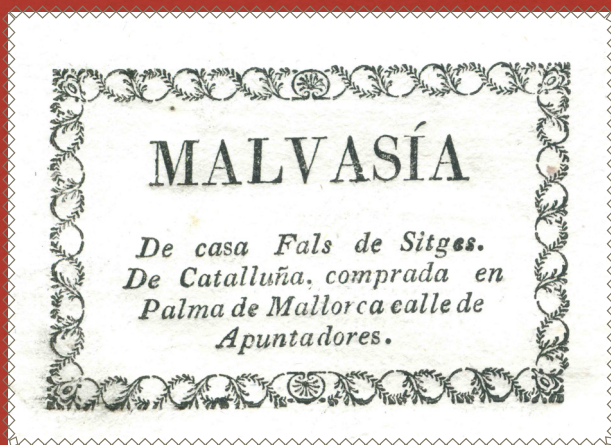 MALVASÍA
De casa Fals de Sitges.
De Catalluña, comprada en
Palma de Mallorca calle de
Apuntadores.